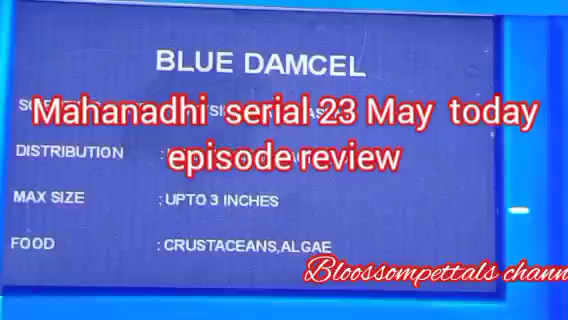 BLUE DAMCEL
Mahanadhi serial 23 May today
DISTRIBUTION :
episode review
MAX SIZE : UPTO 3 INCHES
FOOD : CRUSTACEANS,ALGAE
Bloossompettals chann